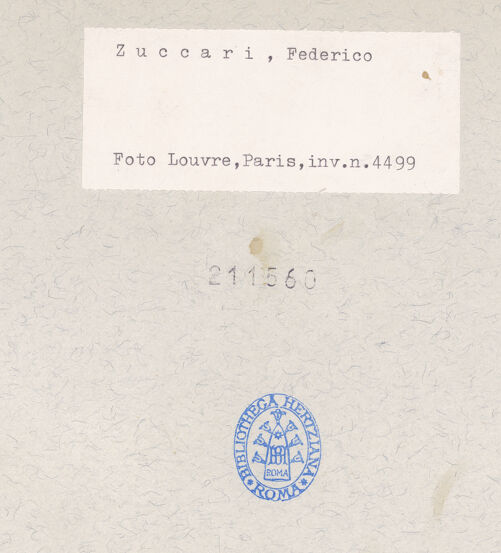 Zuccari, Federico
Foto Louvre,Paris,inv.n.4499
211560
BIBLIOTHECA HERTZIANA
ROMA
* ROMA *